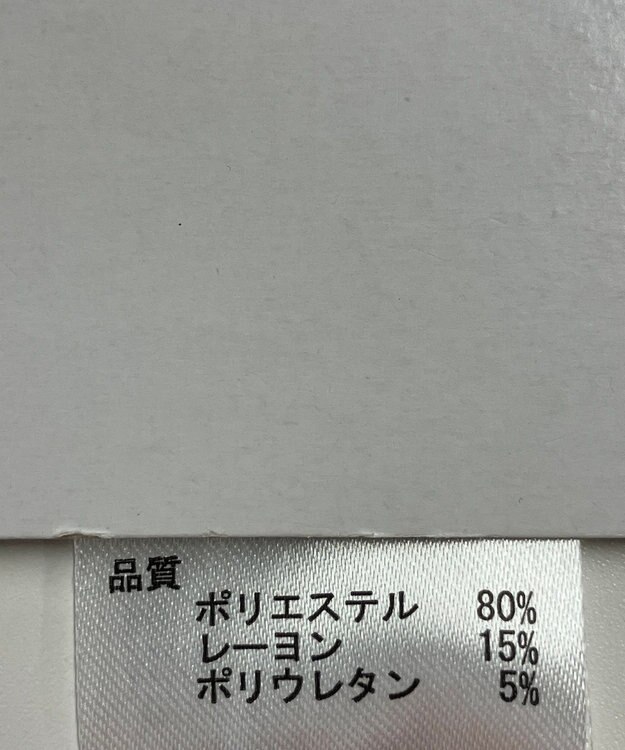 品質
ポリエステル 80%
レーヨン 15%
ポリウレタン 5%